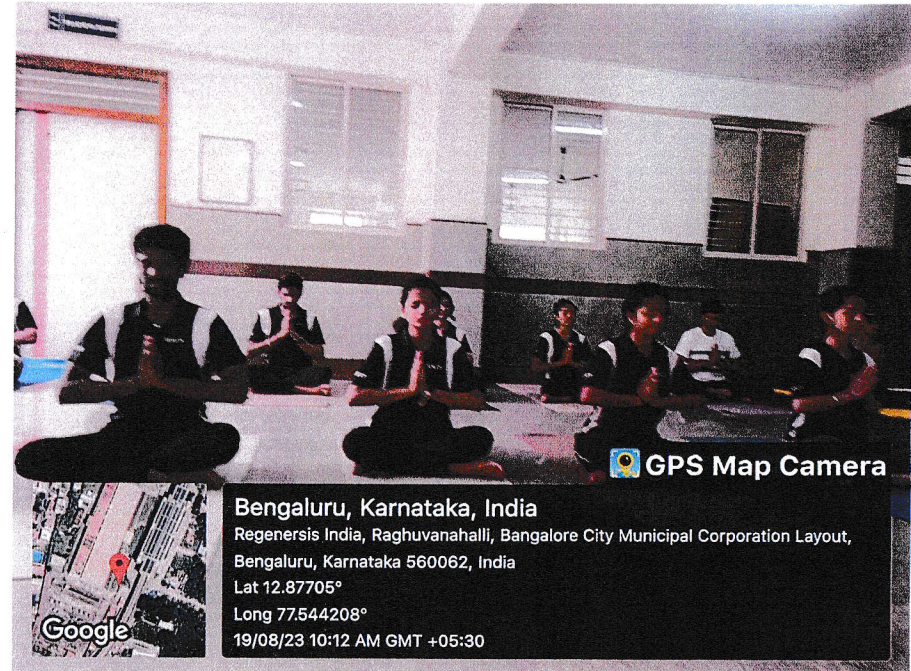 GPS Map Camera
Bengaluru, Karnataka, India
Regenersis India, Raghuvanahalli, Bangalore City Municipal Corporation Layout,
Bengaluru, Karnataka 560062, India
Lat 12.87705°
Long 77.544208°
19/08/23 10:12 AM GMT +05:30
Google